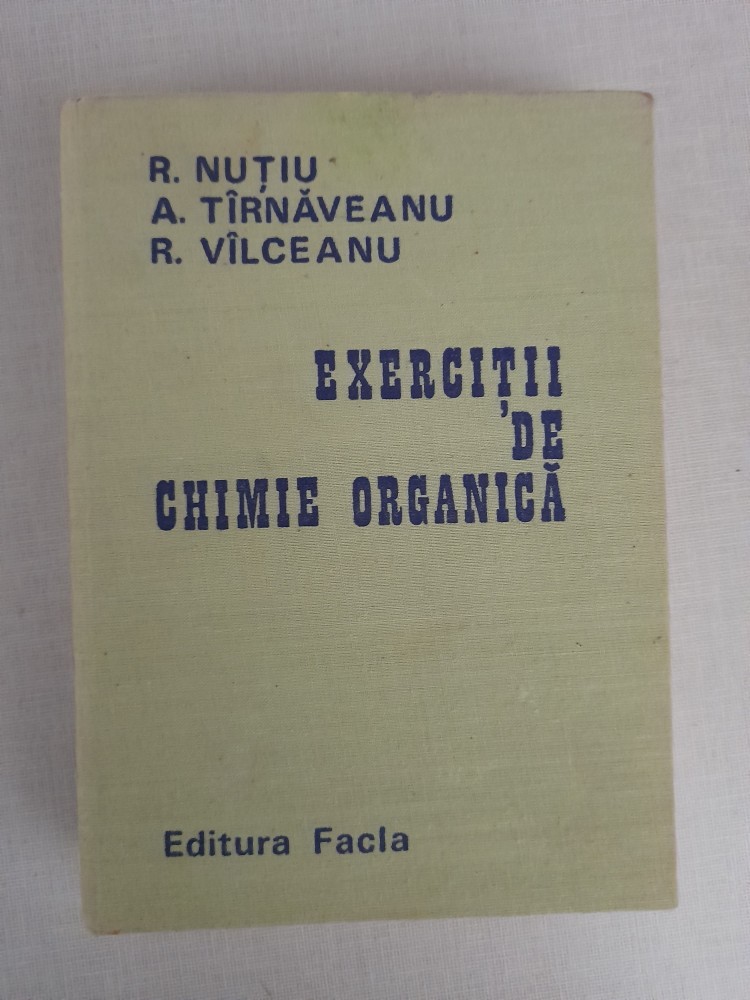 R. NUȚIU
A. TÎRNĂVEANU
R. VÎLCEANU
EXERCIȚII
DE
CHIMIE ORGANICĂ
Editura Facla